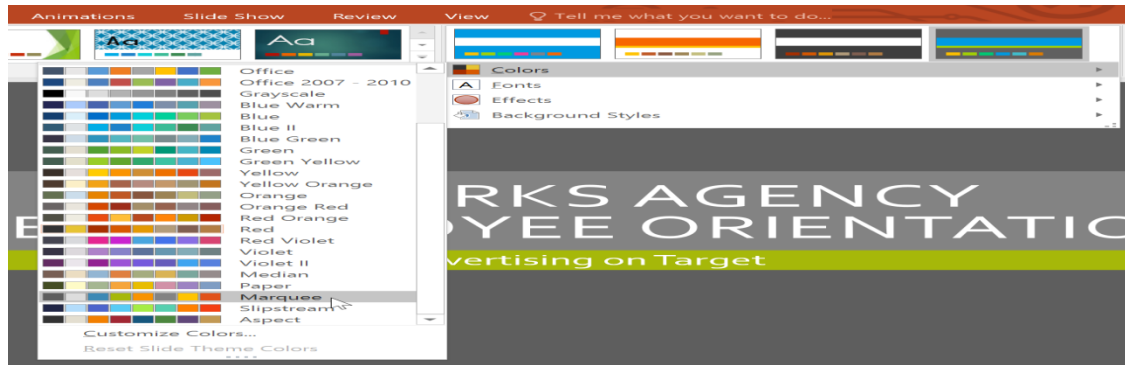 Animations Slide Show Review View Tell me what you want to do...
Aa Aa
Colors
Fonts
Effects
Background Styles
Office
Office 2007 - 2010
Grayscale
Blue Warm
Blue
Blue II
Blue Green
Green
Green Yellow
Yellow
Yellow Orange
Orange
Orange Red
Red Orange
Red
Red Violet
Violet
Violet II
Median
Paper
Marquee
Slipstream
Aspect
Customize Colors...
Reset Slide Theme Colors
RKS AGENCY
E YEE ORIENTATIO
vertising on Target